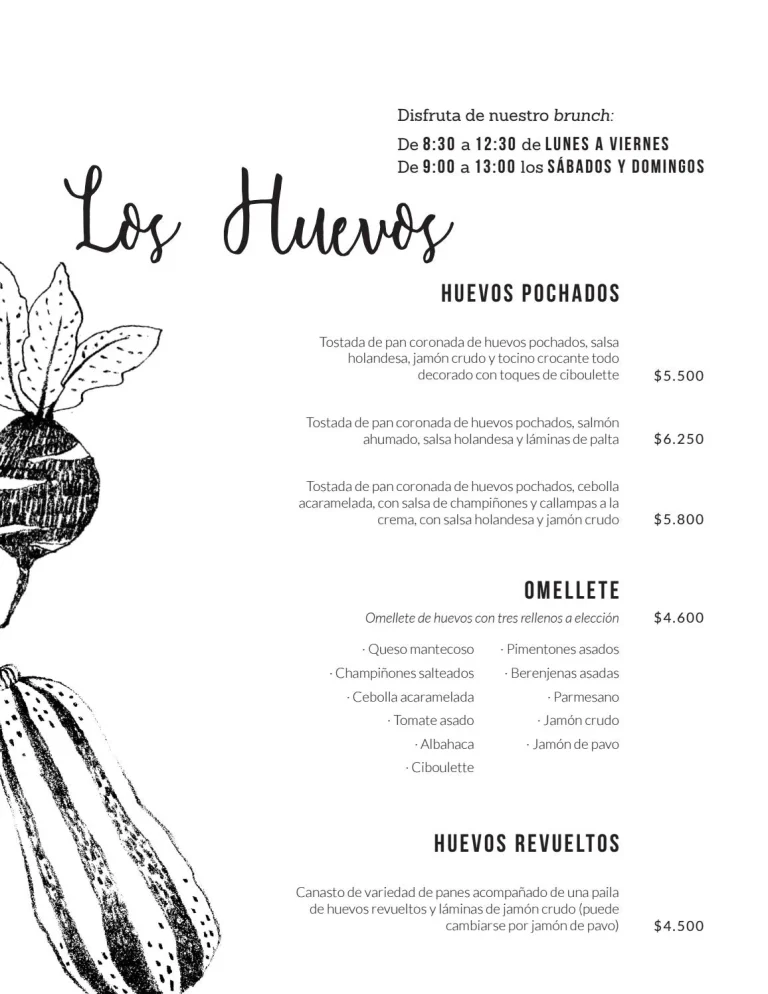 Disfruta de nuestro brunch:
De 8:30 a 12:30 de LUNES A VIERNES
De 9:00 a 13:00 los SÁBADOS Y DOMINGOS
Los Huevos
HUEVOS POCHADOS
Tostada de pan coronada de huevos pochados, salsa
holandesa, jamón crudo y tocino crocante todo
decorado con toques de ciboulette $5.500
Tostada de pan coronada de huevos pochados, salmón
ahumado, salsa holandesa y láminas de palta $6.250
Tostada de pan coronada de huevos pochados, cebolla
acaramelada, con salsa de champiñones y callampas a la
crema, con salsa holandesa y jamón crudo $5.800
OMELLETE
Omellete de huevos con tres rellenos a elección $4.600
· Queso mantecoso
· Champiñones salteados
· Cebolla acaramelada
· Tomate asado
· Albahaca
· Ciboulette
· Pimentones asados
· Berenjenas asadas
· Parmesano
· Jamón crudo
· Jamón de pavo
HUEVOS REVUELTOS
Canasto de variedad de panes acompañado de una paila
de huevos revueltos y láminas de jamón crudo (puede
cambiarse por jamón de pavo) $4.500